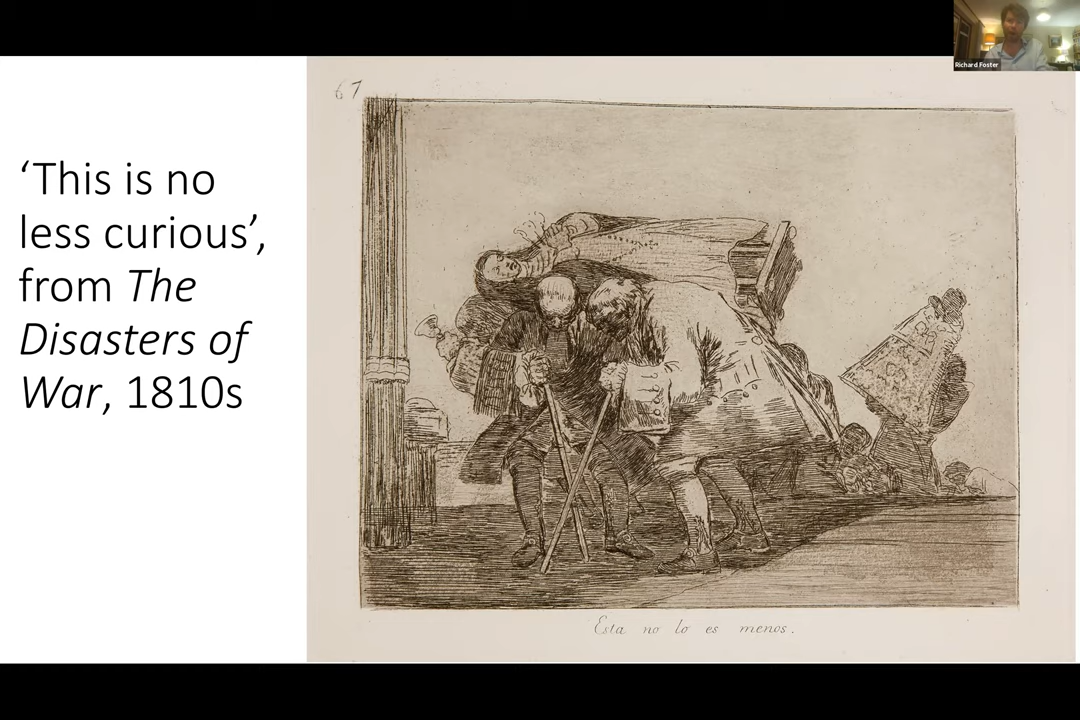 Richard Foster
‘This is no
less curious’,
from The
Disasters of
War, 1810s
67
Esta no lo es menos.